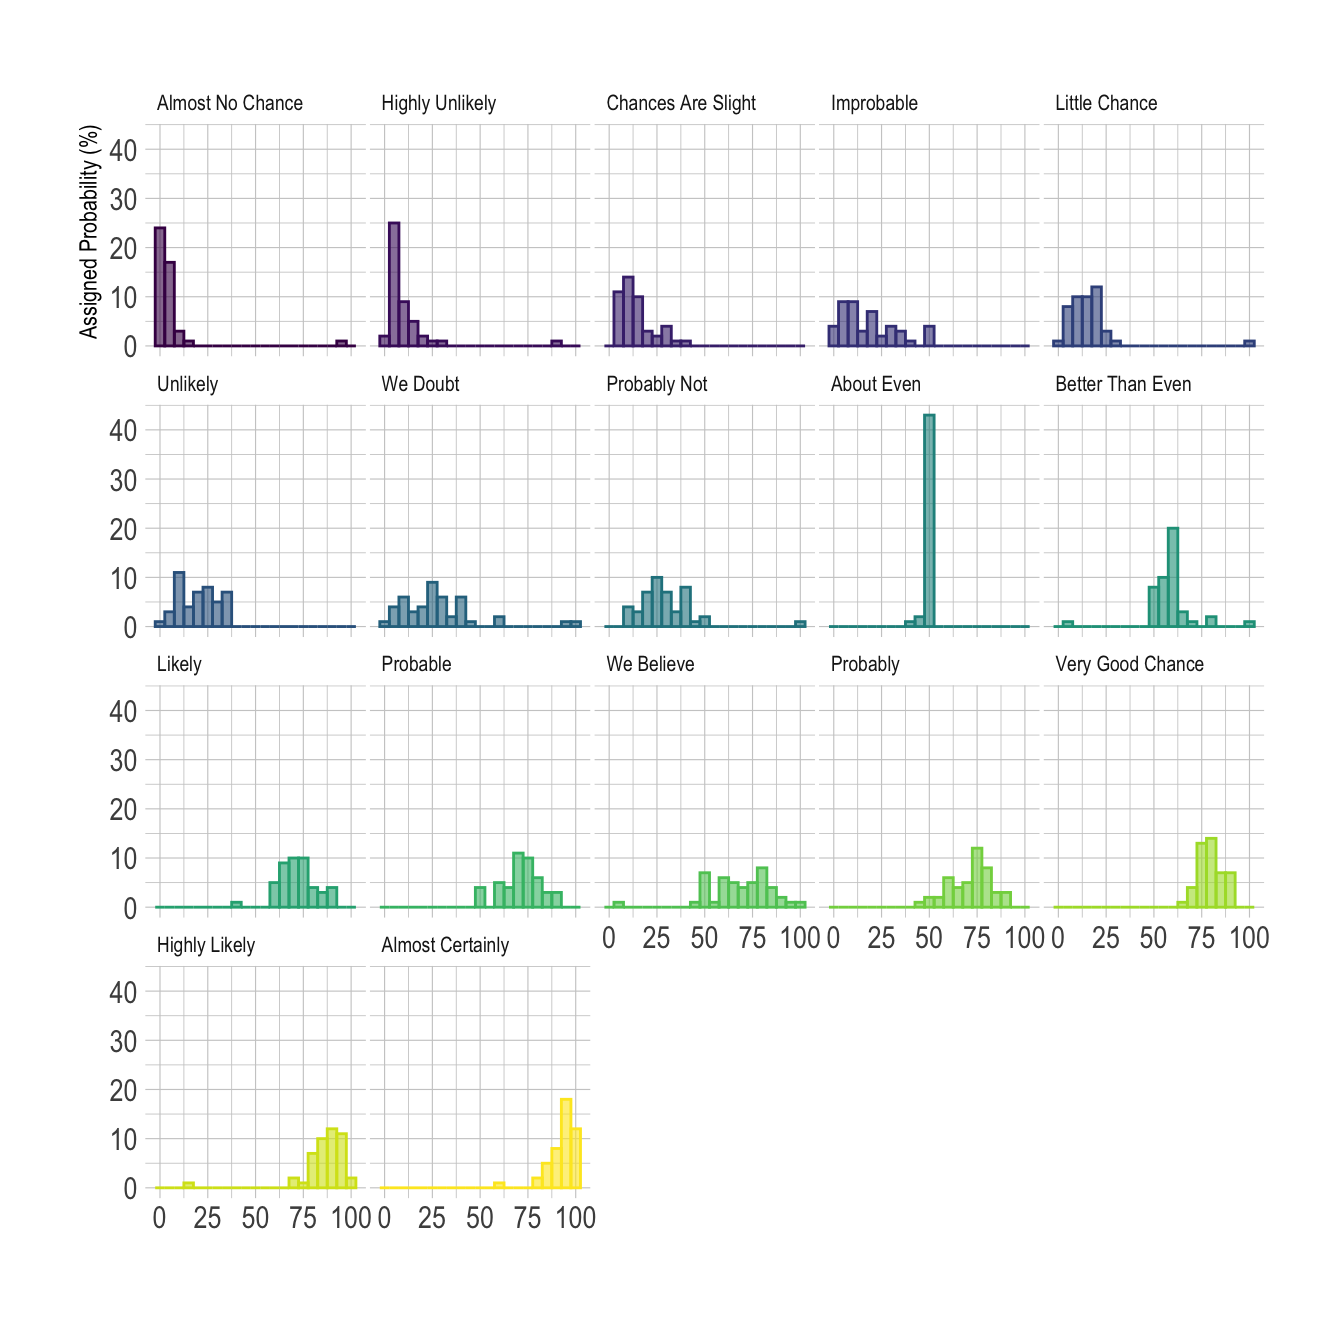 Almost No Chance Highly Unlikely Chances Are Slight Improbable Little Chance
Assigned Probability (%)
40
30
20
10
0
Unlikely We Doubt Probably Not About Even Better Than Even
40
30
20
10
0
Likely Probable We Believe Probably Very Good Chance
40
30
20
10
0
0 25 50 75 100 0 25 50 75 100 0 25 50 75 100
Highly Likely Almost Certainly
40
30
20
10
0
0 25 50 75 100 0 25 50 75 100